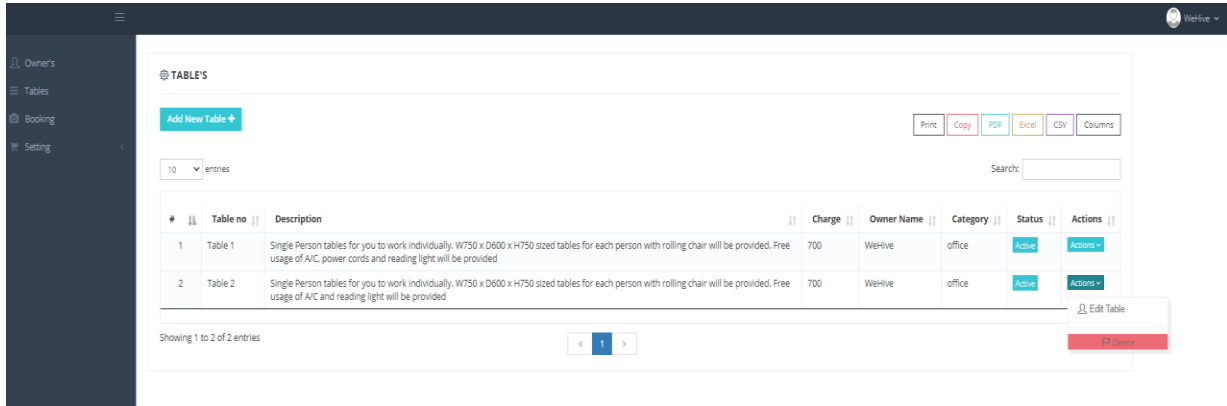 WeHive
Owner's
Tables
Booking
Setting
TABLE'S
Add New Table +
Print Copy PDF Excel CSV Columns
10 entries
Search:
# Table no Description Charge Owner Name Category Status Actions
1 Table 1 Single Person tables for you to work individually. W750 x D600 x H750 sized tables for each person with rolling chair will be provided. Free 700 WeHive office Active Actions
usage of A/C, power cords and reading light will be provided
2 Table 2 Single Person tables for you to work individually. W750 x D600 x H750 sized tables for each person with rolling chair will be provided. Free 700 WeHive office Active Actions
usage of A/C and reading light will be provided
Edit Table
Delete
Showing 1 to 2 of 2 entries
< 1 >